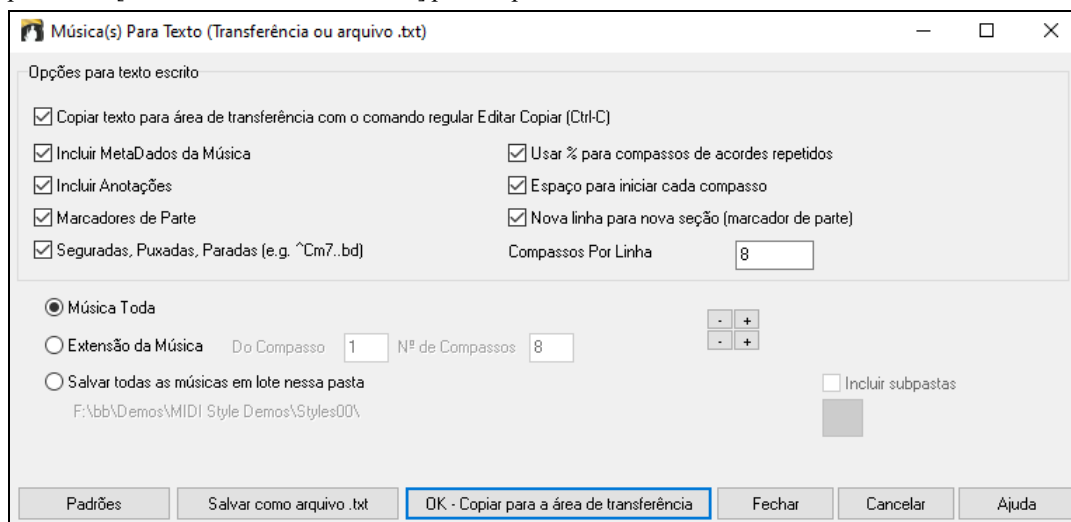 Música(s) Para Texto (Transferência ou arquivo .txt)
Opções para texto escrito
Copiar texto para área de transferência com o comando regular Editar Copiar (Ctrl-C)
Incluir MetaDados da Música
Usar % para compassos de acordes repetidos
Incluir Anotações
Espaço para iniciar cada compasso
Marcadores de Parte
Nova linha para nova seção (marcador de parte)
Seguradas, Puxadas, Paradas (e.g. ^Cm7..bd)
Compassos Por Linha 8
Música Toda
- +
Extensão da Música Do Compasso 1 Nº de Compassos 8
- +
Salvar todas as músicas em lote nessa pasta
Incluir subpastas
F:\bb\Demos\MIDI Style Demos\Styles00\
Padrões Salvar como arquivo .txt OK - Copiar para a área de transferência Fechar Cancelar Ajuda